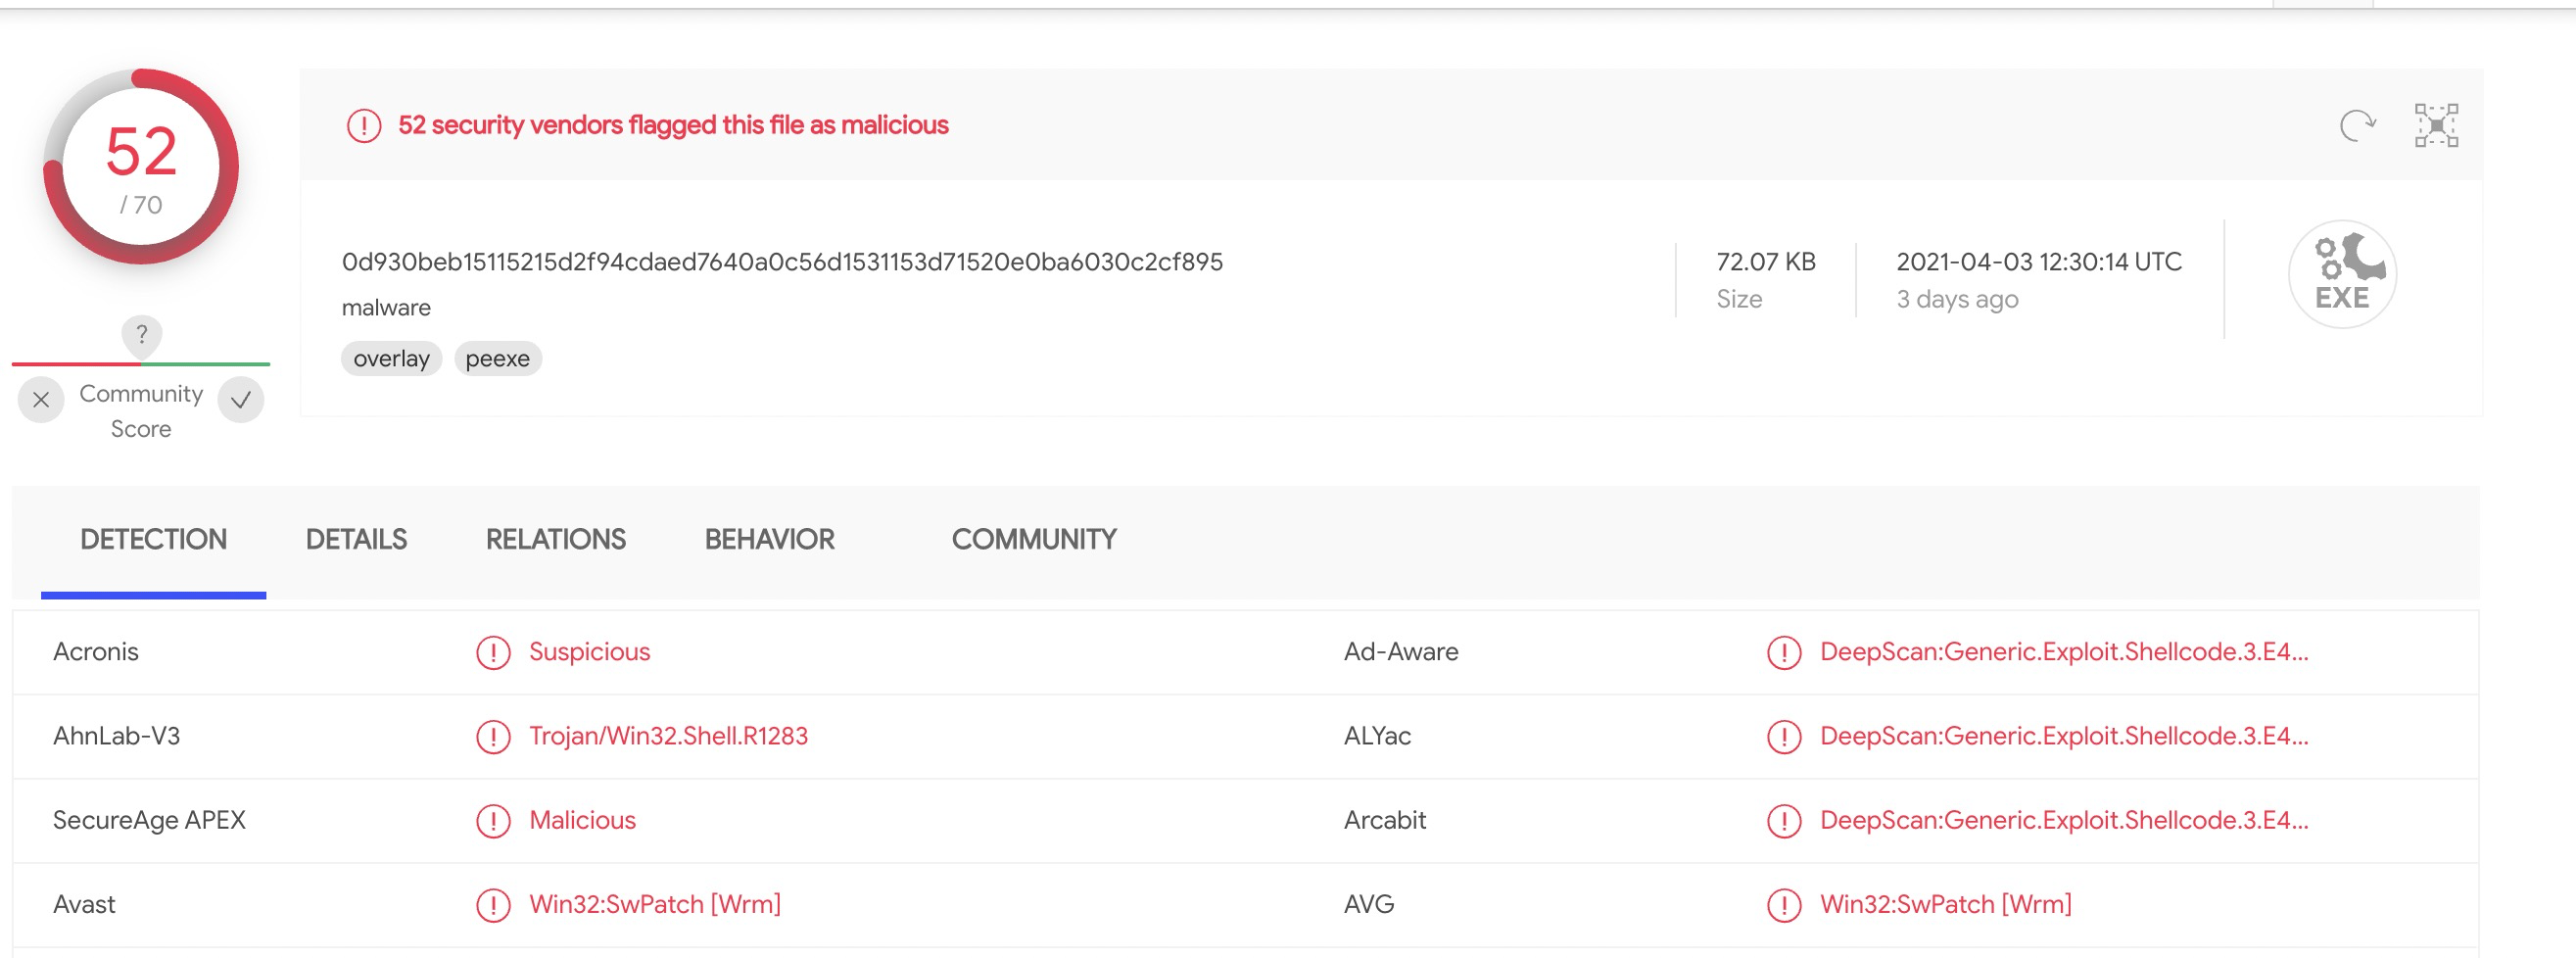 52
/ 70
?
Community
Score
52 security vendors flagged this file as malicious
0d930beb15115215d2f94cdaed7640a0c56d1531153d71520e0ba6030c2cf895
malware
overlay peexe
72.07 KB
Size
2021-04-03 12:30:14 UTC
3 days ago
EXE
DETECTION DETAILS RELATIONS BEHAVIOR COMMUNITY
Acronis Suspicious Ad-Aware DeepScan:Generic.Exploit.Shellcode.3.E4...
AhnLab-V3 Trojan/Win32.Shell.R1283 ALYac DeepScan:Generic.Exploit.Shellcode.3.E4...
SecureAge APEX Malicious Arcabit DeepScan:Generic.Exploit.Shellcode.3.E4...
Avast Win32:SwPatch [Wrm] AVG Win32:SwPatch [Wrm]